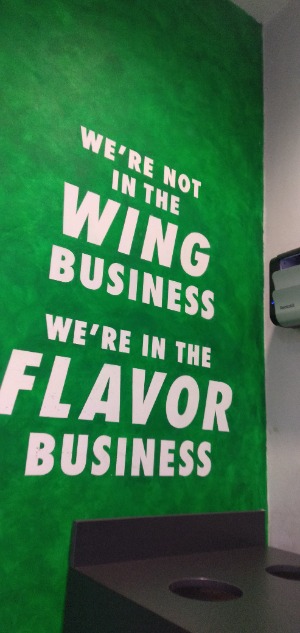 WE'RE NOT
IN THE
WING
BUSINESS
WE'RE IN THE
FLAVOR
BUSINESS